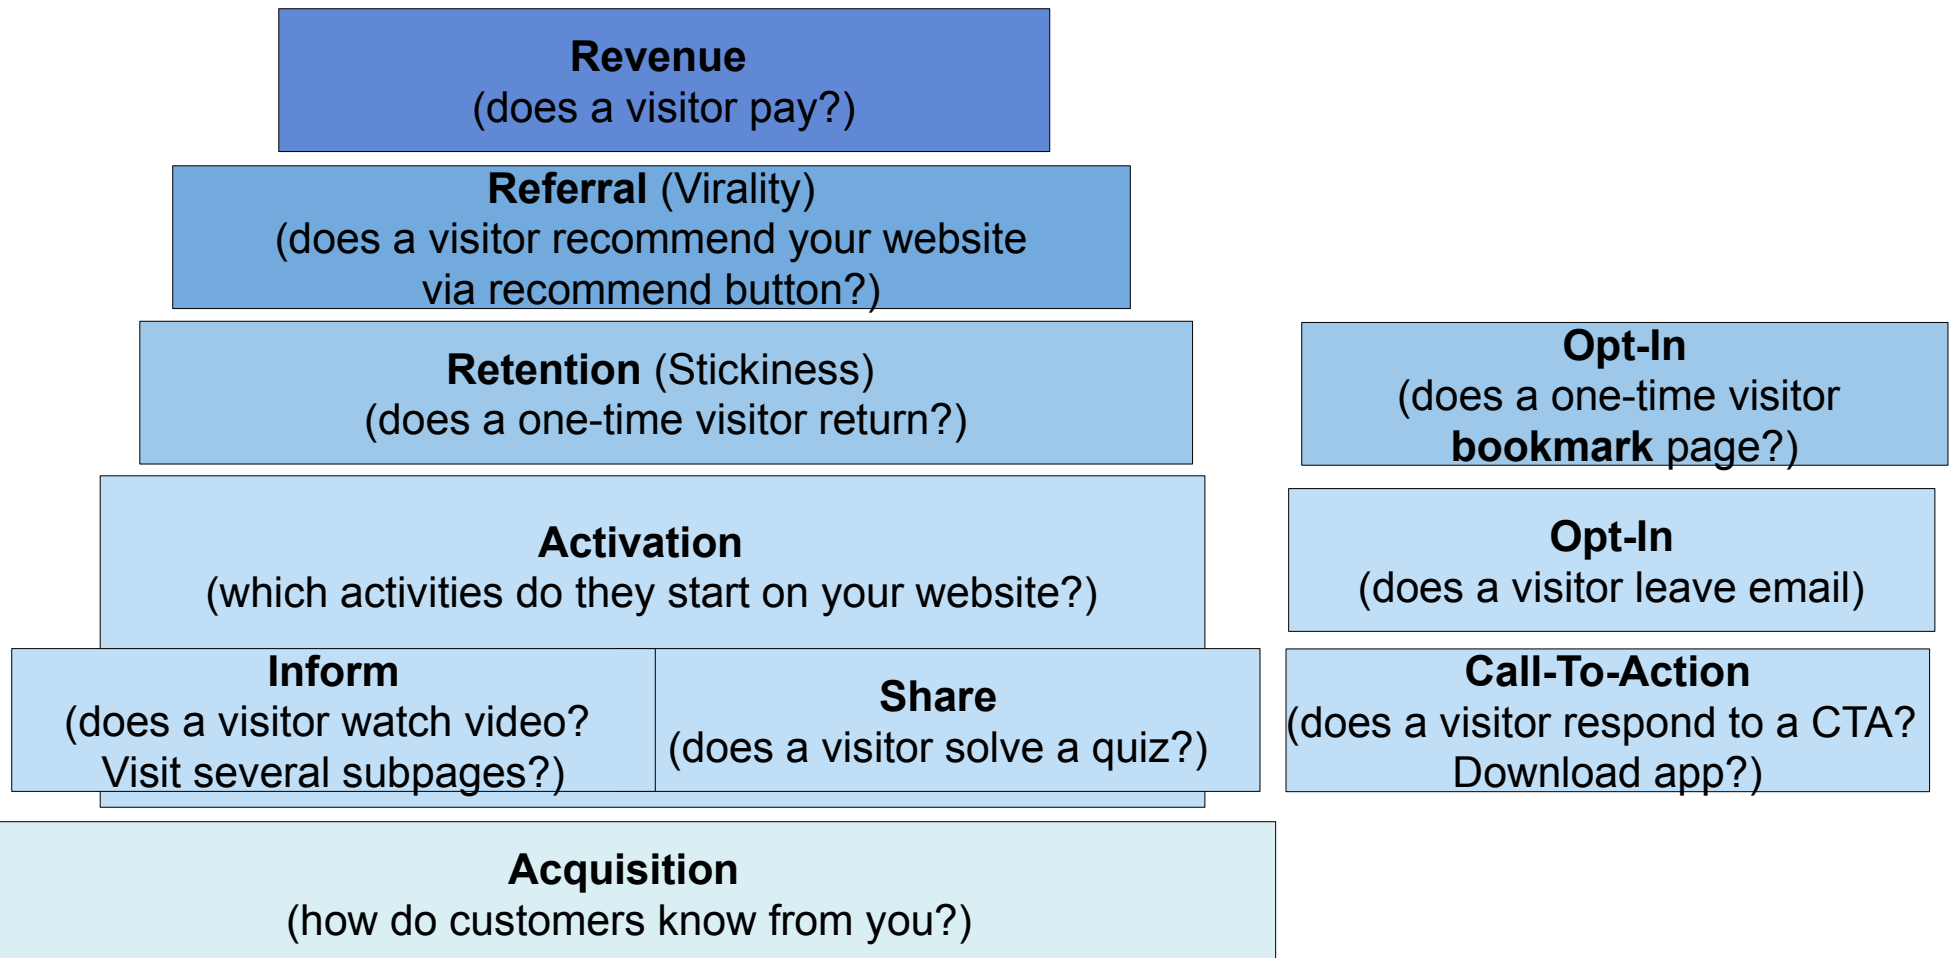 Revenue
(does a visitor pay?)
Referral (Virality)
(does a visitor recommend your website
via recommend button?)
Retention (Stickiness)
(does a one-time visitor return?)
Opt-In
(does a one-time visitor
bookmark page?)
Activation
(which activities do they start on your website?)
Opt-In
(does a visitor leave email)
Inform
(does a visitor watch video?
Visit several subpages?)
Share
(does a visitor solve a quiz?)
Call-To-Action
(does a visitor respond to a CTA?
Download app?)
Acquisition
(how do customers know from you?)